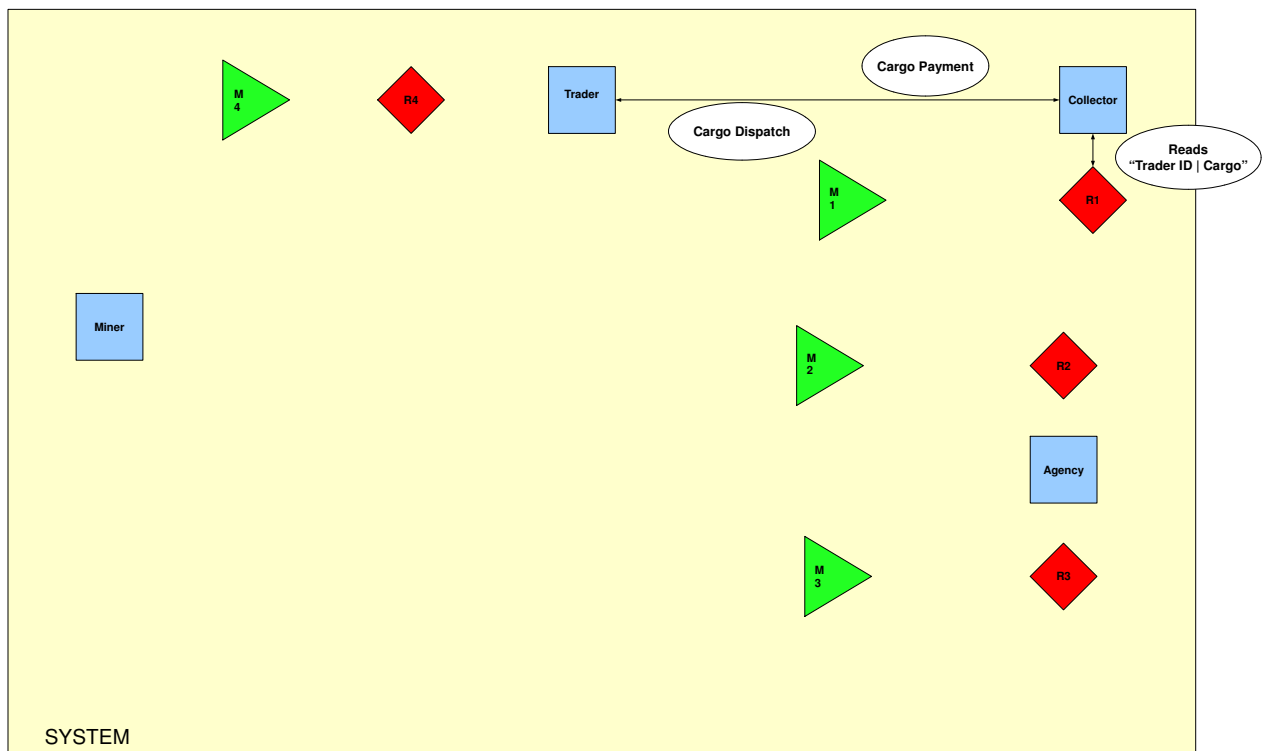 Cargo Payment
M
4
R4
Trader
Collector
Cargo Dispatch
Reads
“Trader ID | Cargo”
M
1
R1
Miner
M
2
R2
Agency
M
3
R3
SYSTEM